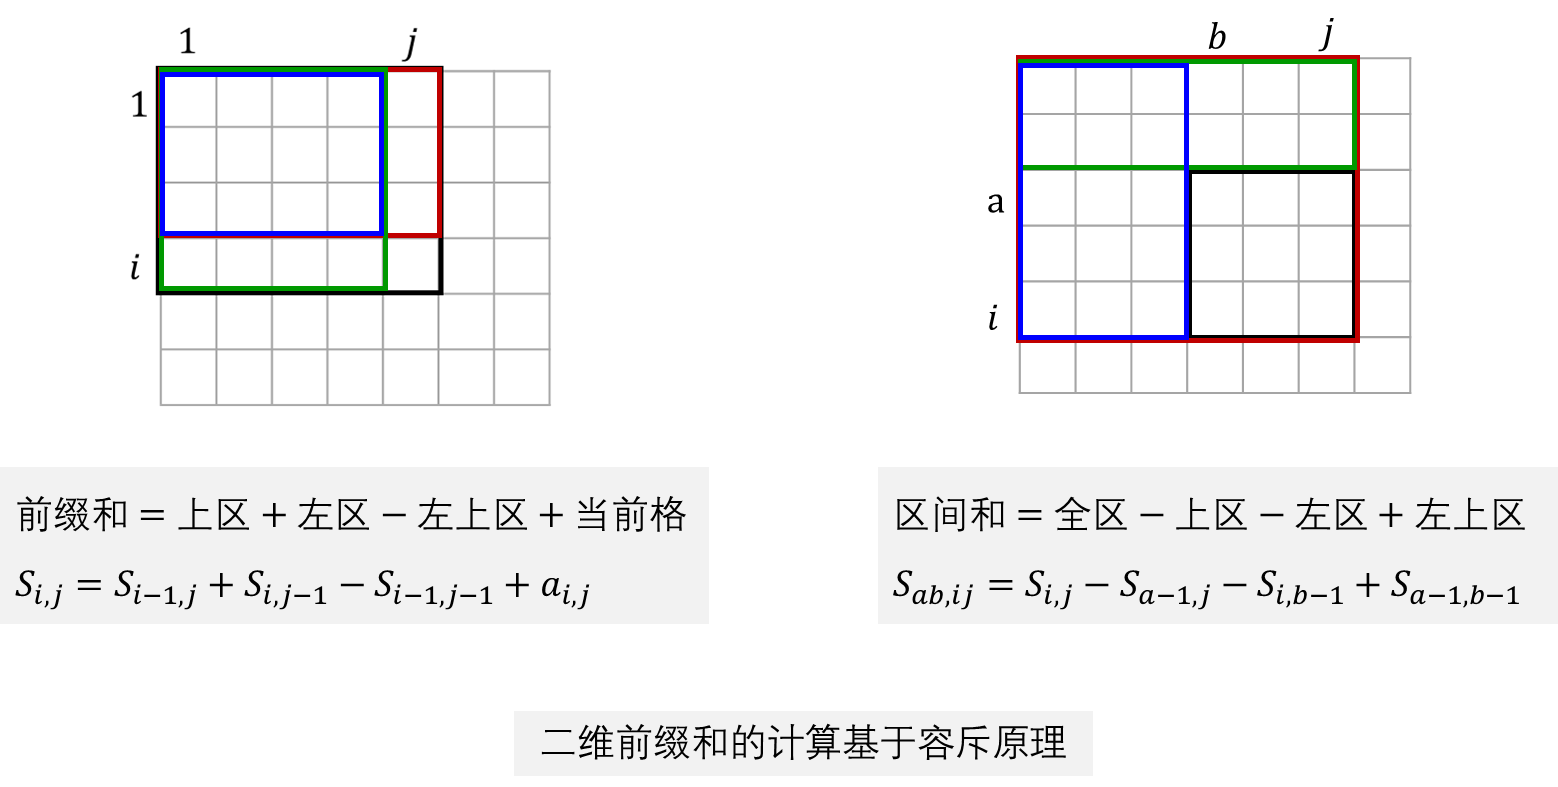 1 j
1
i
b j
a
i
前缀和 = 上区 + 左区 − 左上区 + 当前格
S_{i,j} = S_{i−1,j} + S_{i,j−1} − S_{i−1,j−1} + a_{i,j}
区间和 = 全区 − 上区 − 左区 + 左上区
S_{ab,ij} = S_{i,j} − S_{a−1,j} − S_{i,b−1} + S_{a−1,b−1}
二维前缀和的计算基于容斥原理